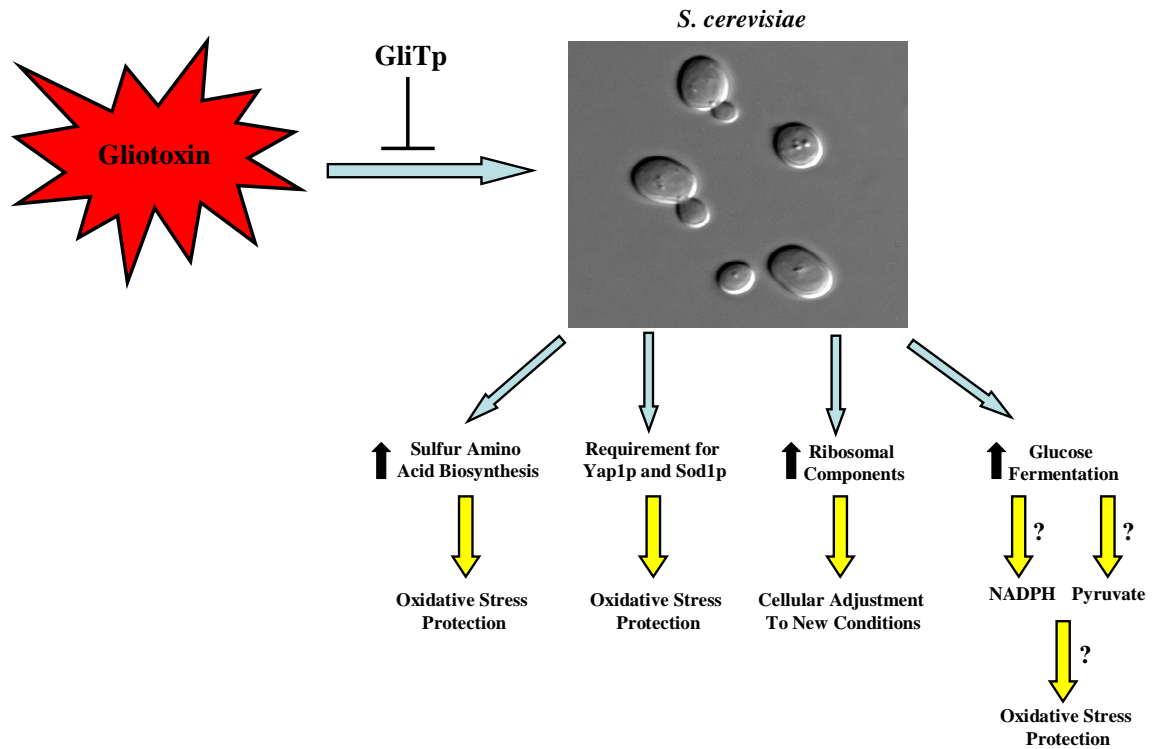 S. cerevisiae
GliTp
Gliotoxin
Sulfur Amino
Acid Biosynthesis
Requirement for
Yap1p and Sod1p
Ribosomal
Components
Glucose
Fermentation
?
?
Oxidative Stress
Protection
Oxidative Stress
Protection
Cellular Adjustment
To New Conditions
NADPH
Pyruvate
?
Oxidative Stress
Protection